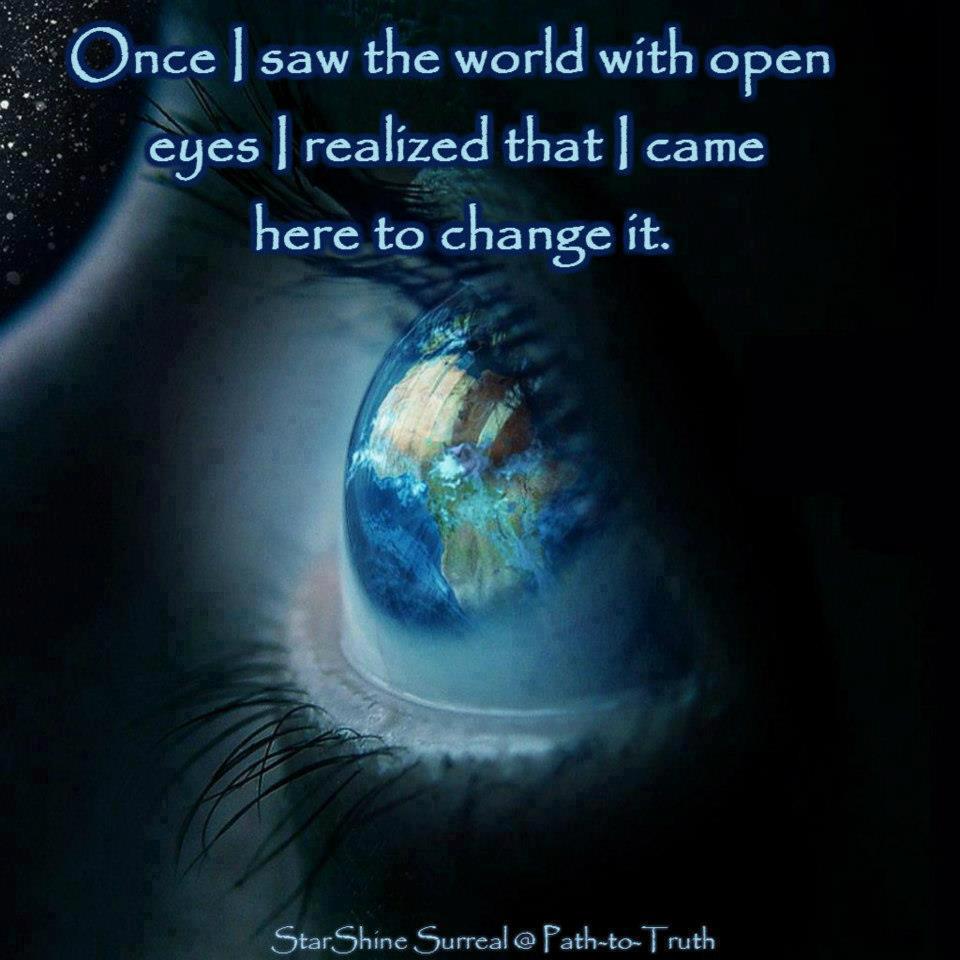 Once I saw the world with open
eyes I realized that I came
here to change it.
StarShine Surreal @ Path-to-Truth